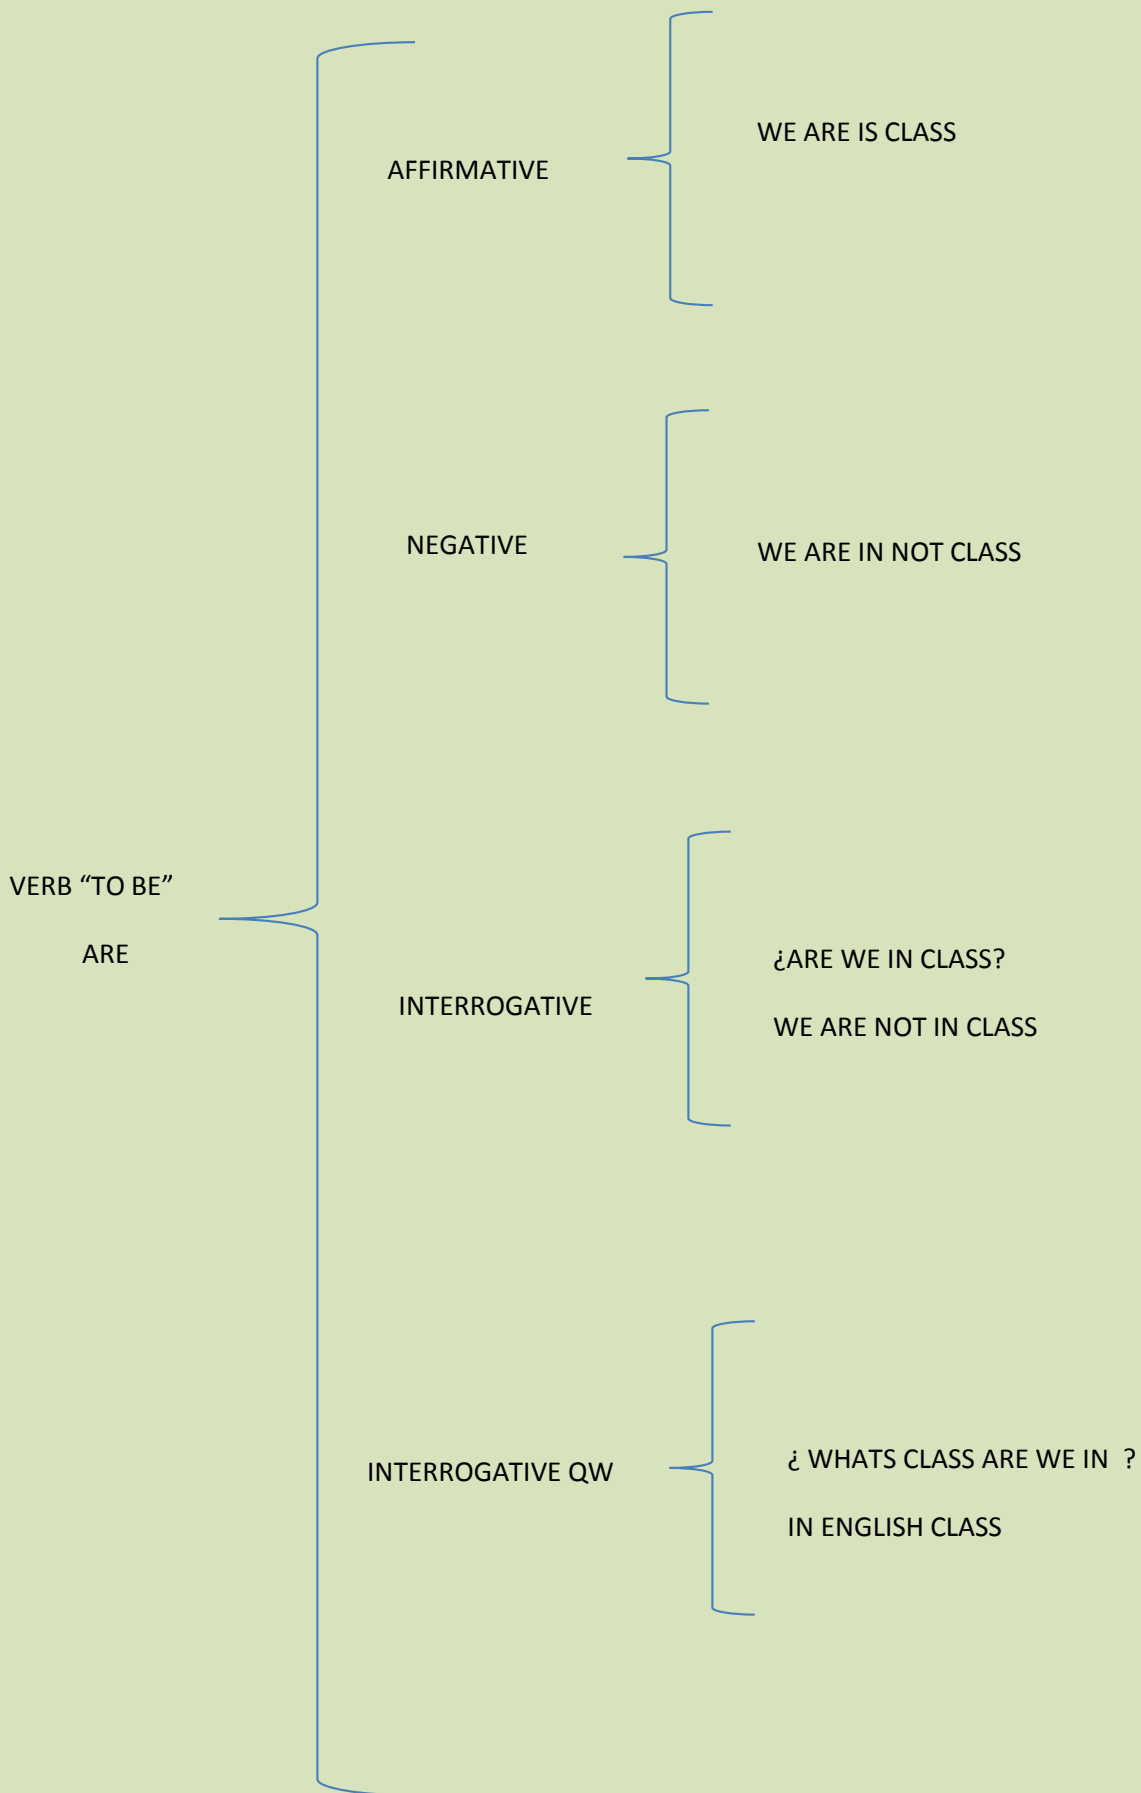 VERB “TO BE”
ARE
AFFIRMATIVE
WE ARE IS CLASS
NEGATIVE
WE ARE IN NOT CLASS
INTERROGATIVE
¿ARE WE IN CLASS?
WE ARE NOT IN CLASS
INTERROGATIVE QW
¿ WHATS CLASS ARE WE IN ?
IN ENGLISH CLASS